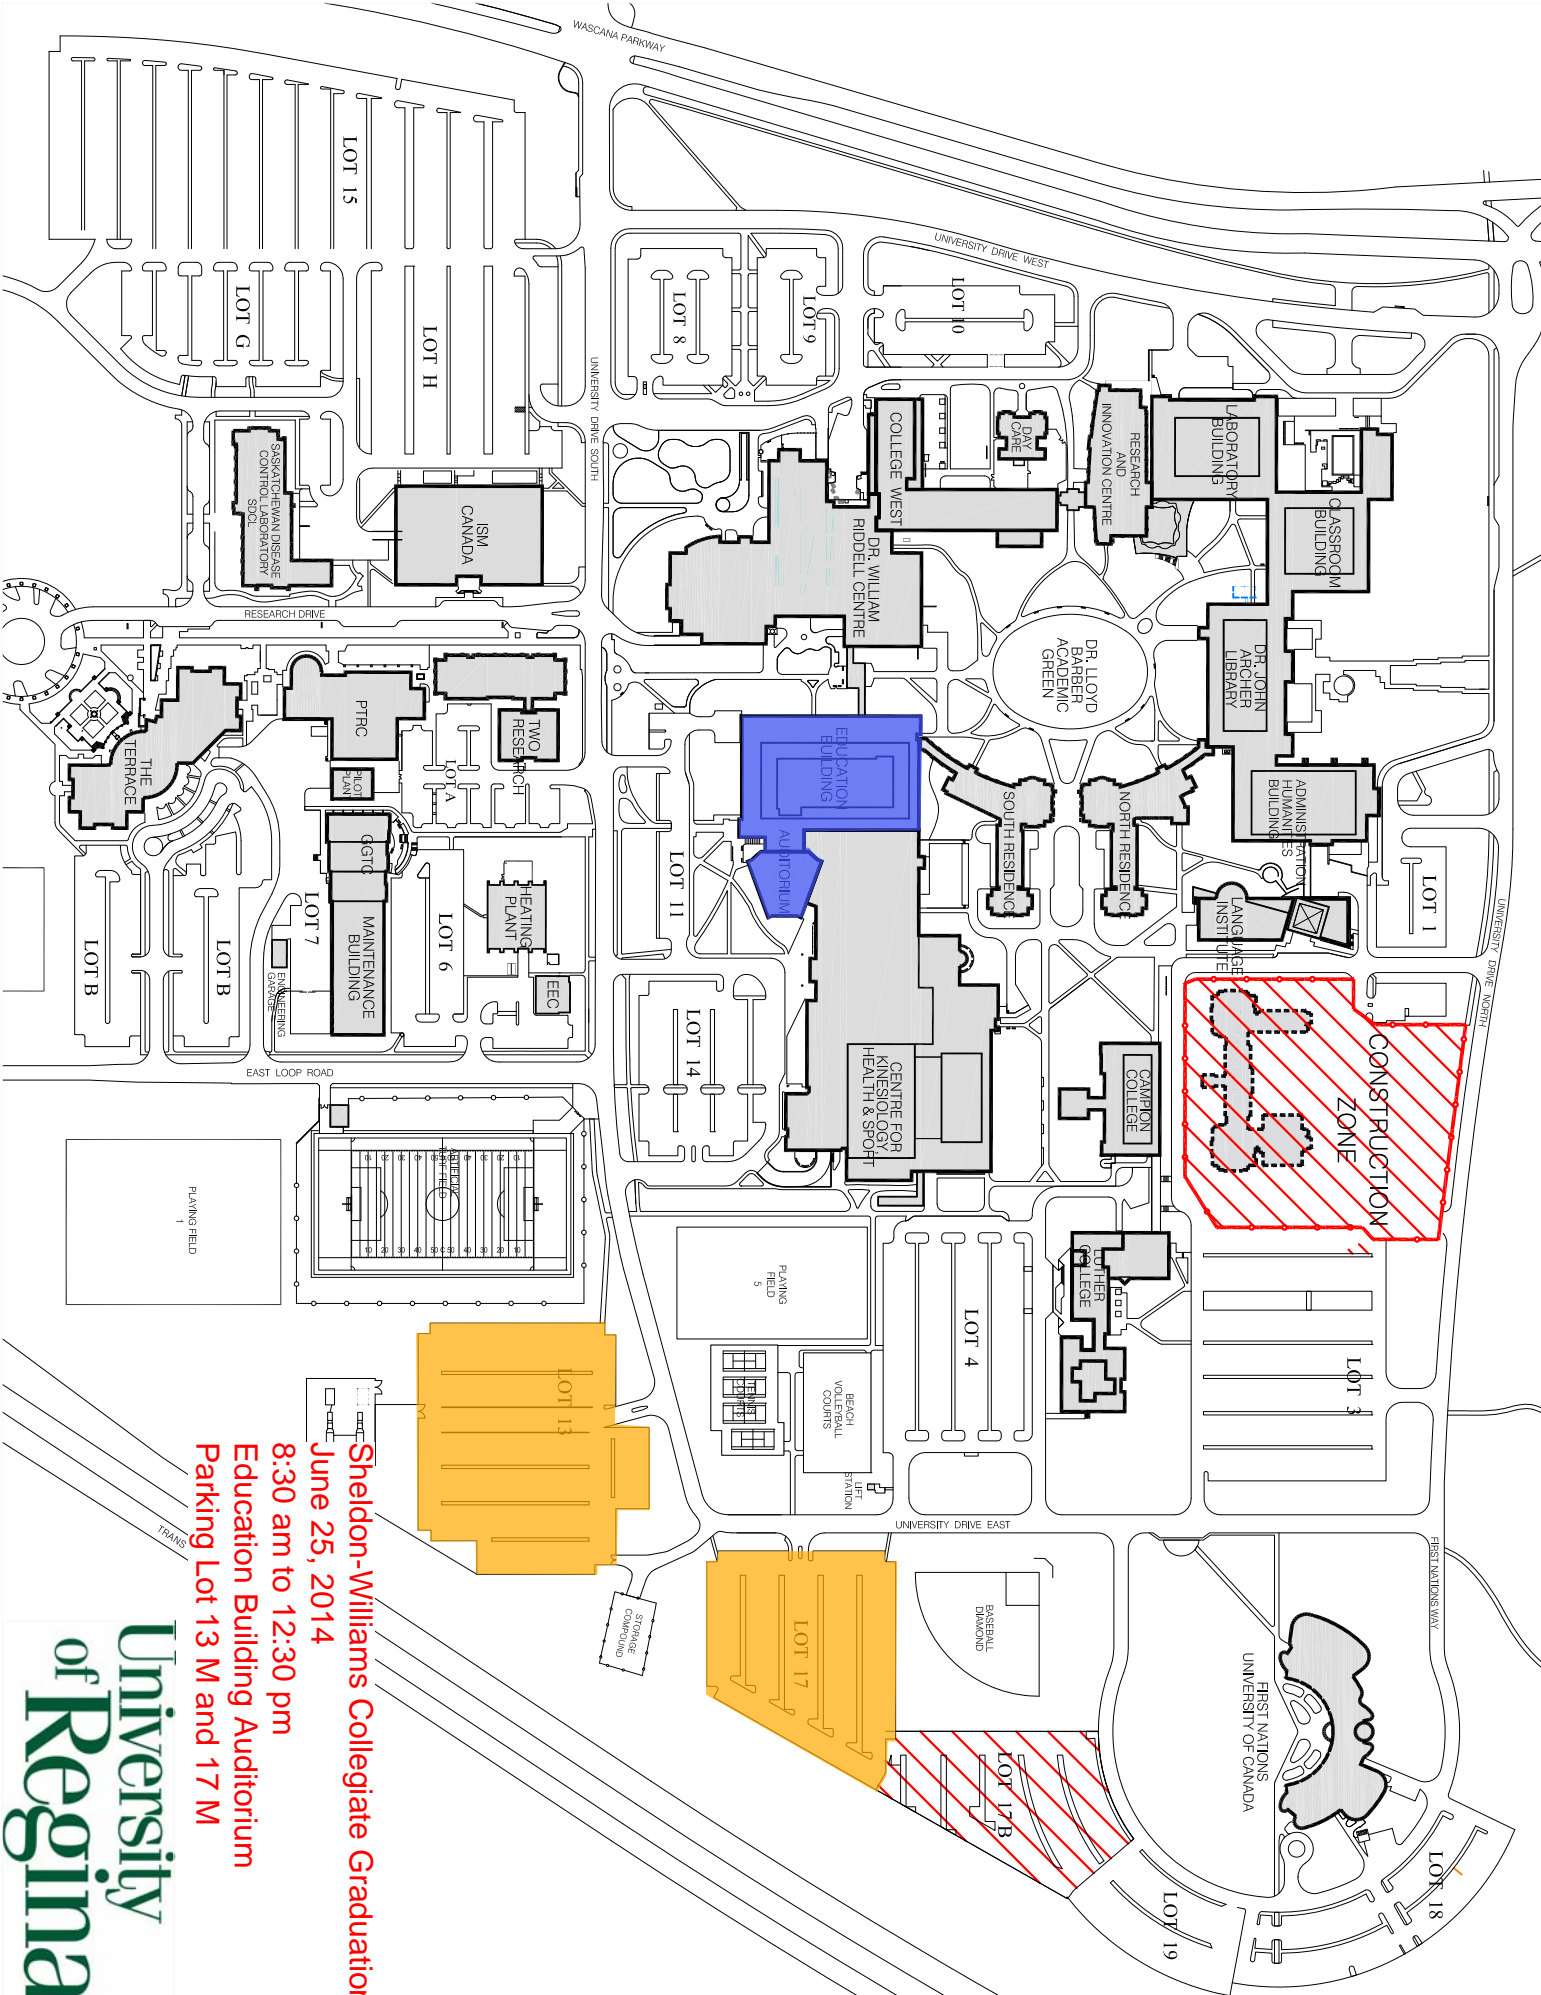 WASCANA PARKWAY
LOT 15
UNIVERSITY DRIVE WEST
LOT G
LOT H
LOT 8
LOT 9
LOT 10
UNIVERSITY DRIVE SOUTH
SASKATCHEWAN DISEASE
CONTROL LABORATORY
SDCL
ISM
CANADA
COLLEGE WEST
DAY
CARE
RESEARCH
AND
INNOVATION CENTRE
LABORATORY
BUILDING
CLASSROOM
BUILDING
DR. WILLIAM
RIDDELL CENTRE
RESEARCH DRIVE
DR. LLOYD
BARBER
ACADEMIC
GREEN
DR. JOHN
ARCHER
LIBRARY
THE
TERRACE
PTRC
TWO
RESEARCH
PILOT
PLANT
LOT A
GGTC
EDUCATION
BUILDING
AUDITORIUM
SOUTH RESIDENCE
NORTH RESIDENCE
ADMINISTRATION
HUMANITIES
BUILDING
LOT 1
LOT 11
LOT 7
MAINTENANCE
BUILDING
LOT 6
HEATING
PLANT
EEC
LOT B
LOT B
ENGINEERING
GARAGE
LANGUAGE
INSTITUTE
UNIVERSITY DRIVE NORTH
EAST LOOP ROAD
LOT 14
CENTRE FOR
KINESIOLOGY,
HEALTH & SPORT
CAMPION
COLLEGE
CONSTRUCTION
ZONE
PLAYING FIELD
1
ARTIFICIAL
TURF FIELD
PLAYING
FIELD
5
LOT 4
LUTHER
COLLEGE
LOT 3
LOT 13
TENNIS
COURTS
BEACH
VOLLEYBALL
COURTS
LIFT
STATION
UNIVERSITY DRIVE EAST
FIRST NATIONS WAY
TRANS
STORAGE
COMPOUND
LOT 17
BASEBALL
DIAMOND
FIRST NATIONS
UNIVERSITY OF CANADA
LOT 17B
LOT 18
LOT 19
Sheldon-Williams Collegiate Graduation
June 25, 2014
8:30 am to 12:30 pm
Education Building Auditorium
Parking Lot 13 M and 17 M
University
of Regina